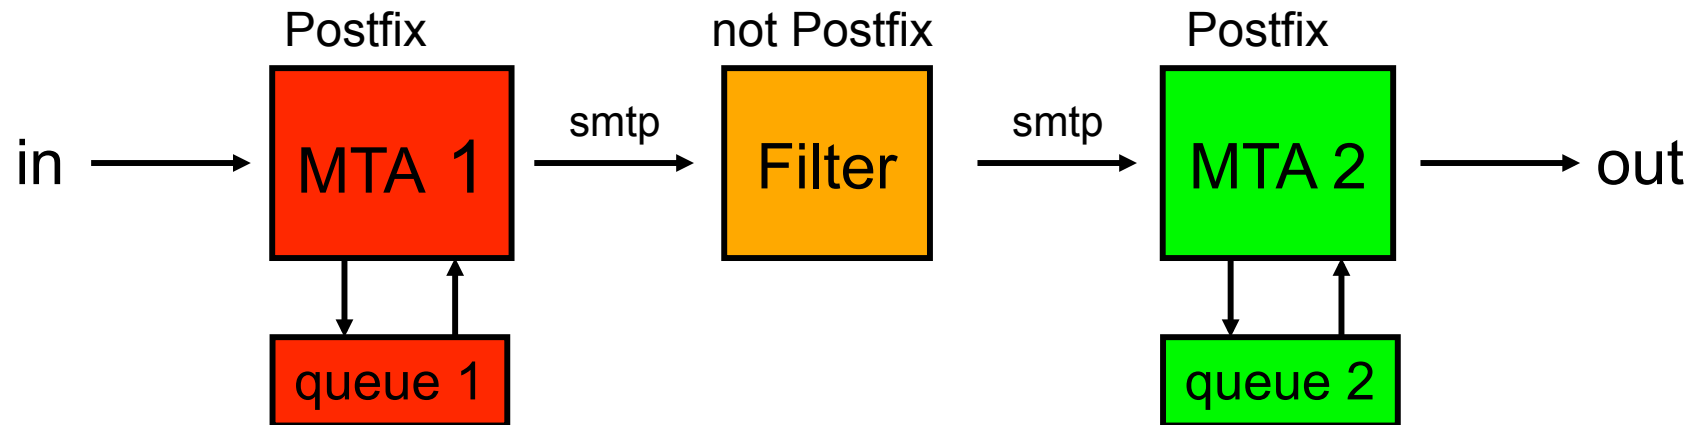 Postfix
not Postfix
Postfix
in
MTA 1
smtp
Filter
smtp
MTA 2
out
queue 1
queue 2